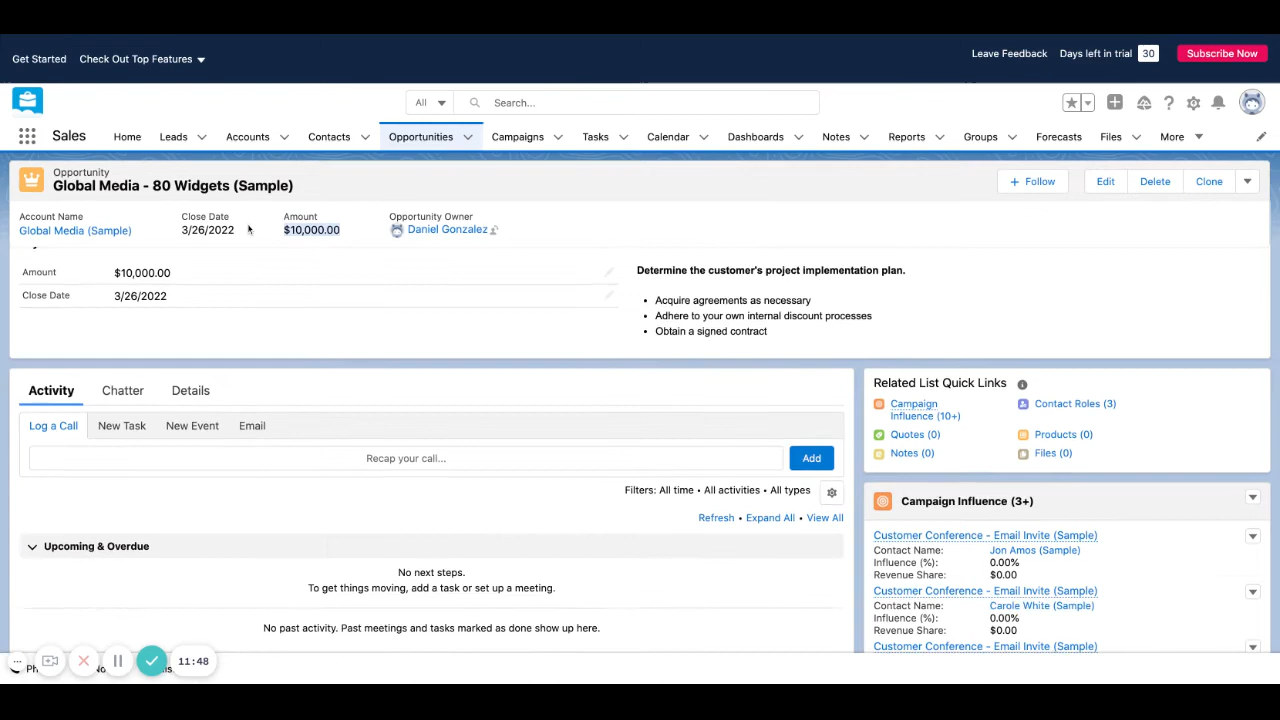 Get Started Check Out Top Features Leave Feedback Days left in trial 30 Subscribe Now
All Search...
Sales Home Leads Accounts Contacts Opportunities Campaigns Tasks Calendar Dashboards Notes Reports Groups Forecasts Files More
Opportunity
Global Media - 80 Widgets (Sample)
+ Follow Edit Delete Clone
Account Name Close Date Amount Opportunity Owner
Global Media (Sample) 3/26/2022 $10,000.00 Daniel Gonzalez
Amount $10,000.00
Close Date 3/26/2022
Determine the customer's project implementation plan.
• Acquire agreements as necessary
• Adhere to your own internal discount processes
• Obtain a signed contract
Activity Chatter Details
Log a Call New Task New Event Email
Recap your call... Add
Filters: All time • All activities • All types
Refresh • Expand All • View All
Upcoming & Overdue
No next steps.
To get things moving, add a task or set up a meeting.
No past activity. Past meetings and tasks marked as done show up here.
Related List Quick Links
Campaign Influence (10+)
Contact Roles (3)
Quotes (0) Products (0)
Notes (0) Files (0)
Campaign Influence (3+)
Customer Conference - Email Invite (Sample)
Contact Name: Jon Amos (Sample)
Influence (%): 0.00%
Revenue Share: $0.00
Customer Conference - Email Invite (Sample)
Contact Name: Carole White (Sample)
Influence (%): 0.00%
Revenue Share: $0.00
Customer Conference - Email Invite (Sample)
11:48